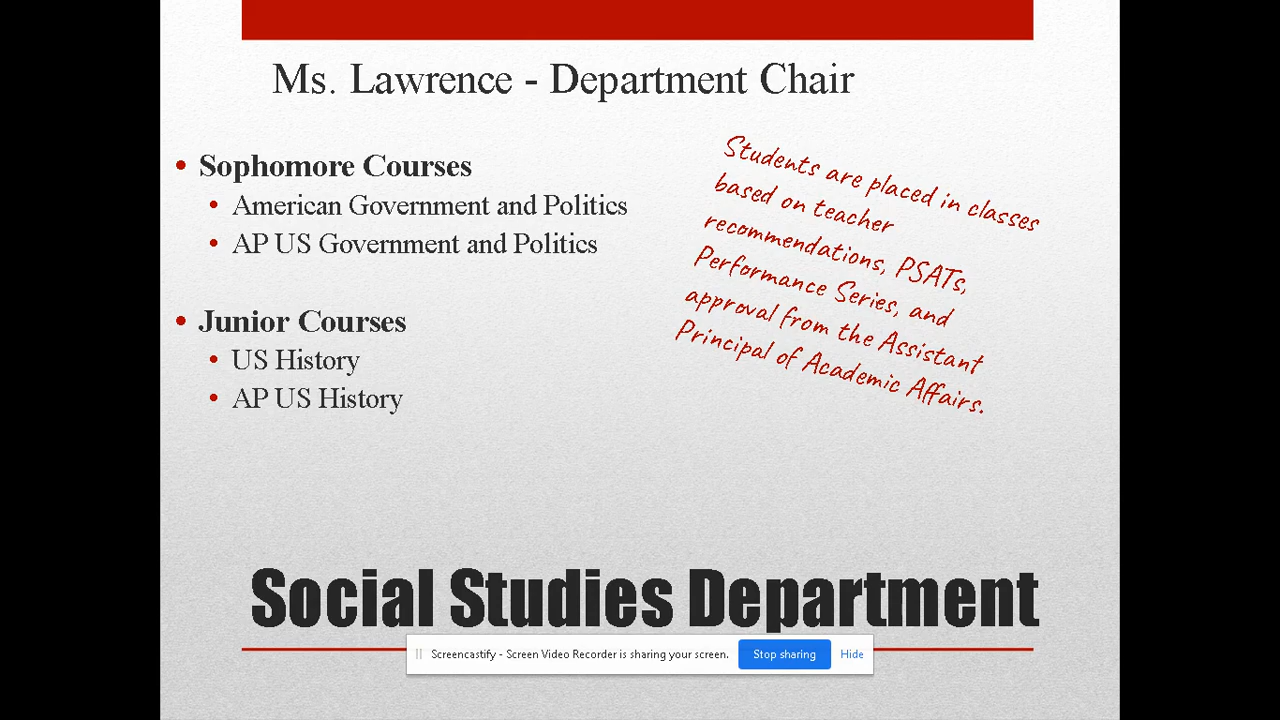 Ms. Lawrence - Department Chair
• Sophomore Courses
• American Government and Politics
• AP US Government and Politics
• Junior Courses
• US History
• AP US History
Students are placed in classes
based on teacher
recommendations, PSATs,
Performance Series, and
approval from the Assistant
Principal of Academic Affairs.
Social Studies Department
Screencastify - Screen Video Recorder is sharing your screen. Stop sharing Hide